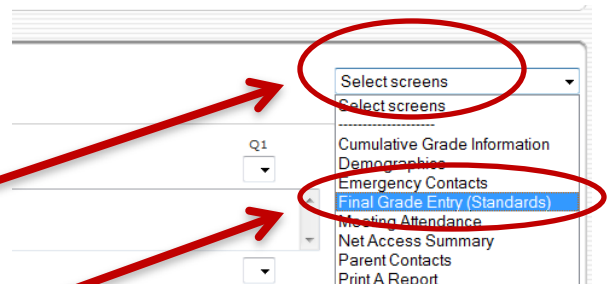 Select screens
Select screens
--------------------
Q1
Cumulative Grade Information
Demographics
Emergency Contacts
Final Grade Entry (Standards)
Meeting Attendance
Net Access Summary
Parent Contacts
Print A Report